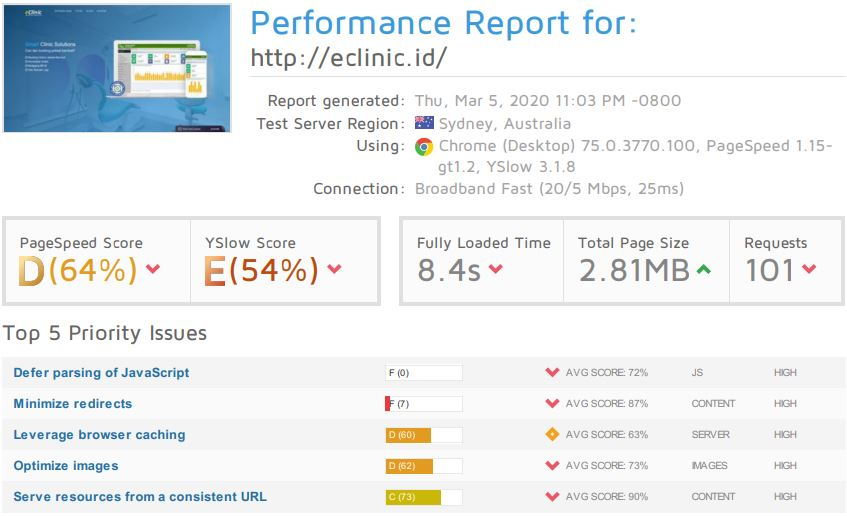 eClinic
Smart Clinic Solutions
Performance Report for:
http://eclinic.id/
Report generated: Thu, Mar 5, 2020 11:03 PM -0800
Test Server Region: Sydney, Australia
Using: Chrome (Desktop) 75.0.3770.100, PageSpeed 1.15-
gt1.2, YSlow 3.1.8
Connection: Broadband Fast (20/5 Mbps, 25ms)
PageSpeed Score YSlow Score Fully Loaded Time Total Page Size Requests
D(64%) E(54%) 8.4s 2.81MB 101
Top 5 Priority Issues
Defer parsing of JavaScript F (0) AVG SCORE: 72% JS HIGH
Minimize redirects F (7) AVG SCORE: 87% CONTENT HIGH
Leverage browser caching D (60) AVG SCORE: 63% SERVER HIGH
Optimize images D (62) AVG SCORE: 73% IMAGES HIGH
Serve resources from a consistent URL C (73) AVG SCORE: 90% CONTENT HIGH